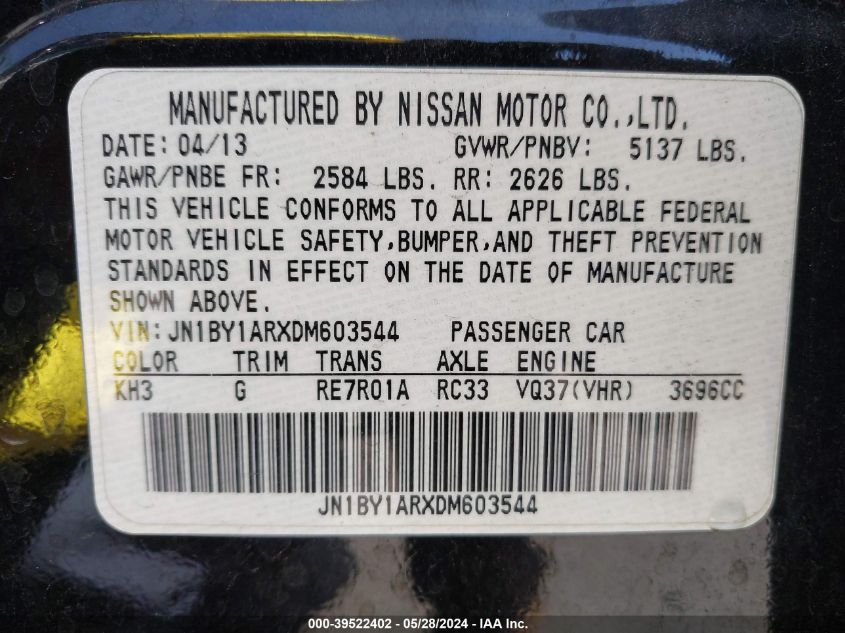 MANUFACTURED BY NISSAN MOTOR CO.,LTD.
DATE: 04/13 GVWR/PNBV: 5137 LBS.
GAWR/PNBE FR: 2584 LBS. RR: 2626 LBS.
THIS VEHICLE CONFORMS TO ALL APPLICABLE FEDERAL
MOTOR VEHICLE SAFETY,BUMPER,AND THEFT PREVENTION
STANDARDS IN EFFECT ON THE DATE OF MANUFACTURE
SHOWN ABOVE.
VIN:JN1BY1ARXDM603544 PASSENGER CAR
COLOR TRIM TRANS AXLE ENGINE
KH3 G RE7R01A RC33 VQ37(VHR) 3696CC
JN1BY1ARXDM603544
000-39522402 - 05/28/2024 - IAA, Inc.